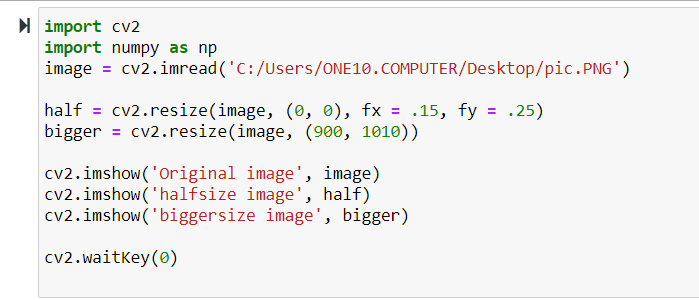 import cv2
import numpy as np
image = cv2.imread('C:/Users/ONE10.COMPUTER/Desktop/pic.PNG')
half = cv2.resize(image, (0, 0), fx = .15, fy = .25)
bigger = cv2.resize(image, (900, 1010))
cv2.imshow('Original image', image)
cv2.imshow('halfsize image', half)
cv2.imshow('biggersize image', bigger)
cv2.waitKey(0)